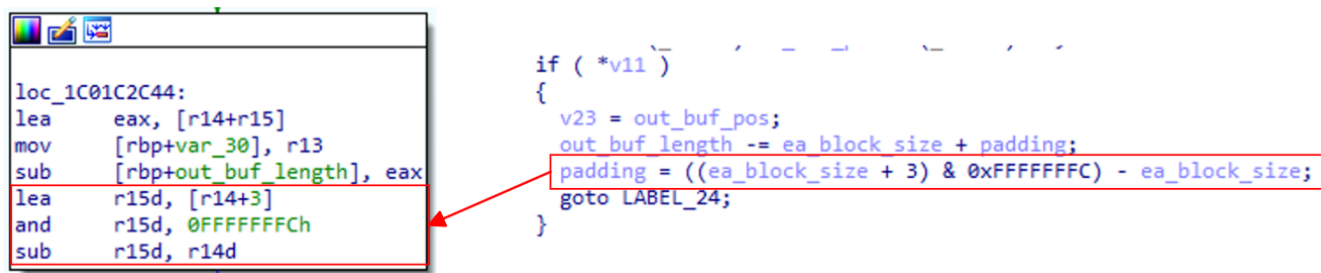 loc_1C01C2C44:
lea eax, [r14+r15]
mov [rbp+var_30], r13
sub [rbp+out_buf_length], eax
lea r15d, [r14+3]
and r15d, 0FFFFFFFCh
sub r15d, r14d
if ( *v11 )
{
v23 = out_buf_pos;
out_buf_length -= ea_block_size + padding;
padding = ((ea_block_size + 3) & 0xFFFFFFFC) - ea_block_size;
goto LABEL_24;
}